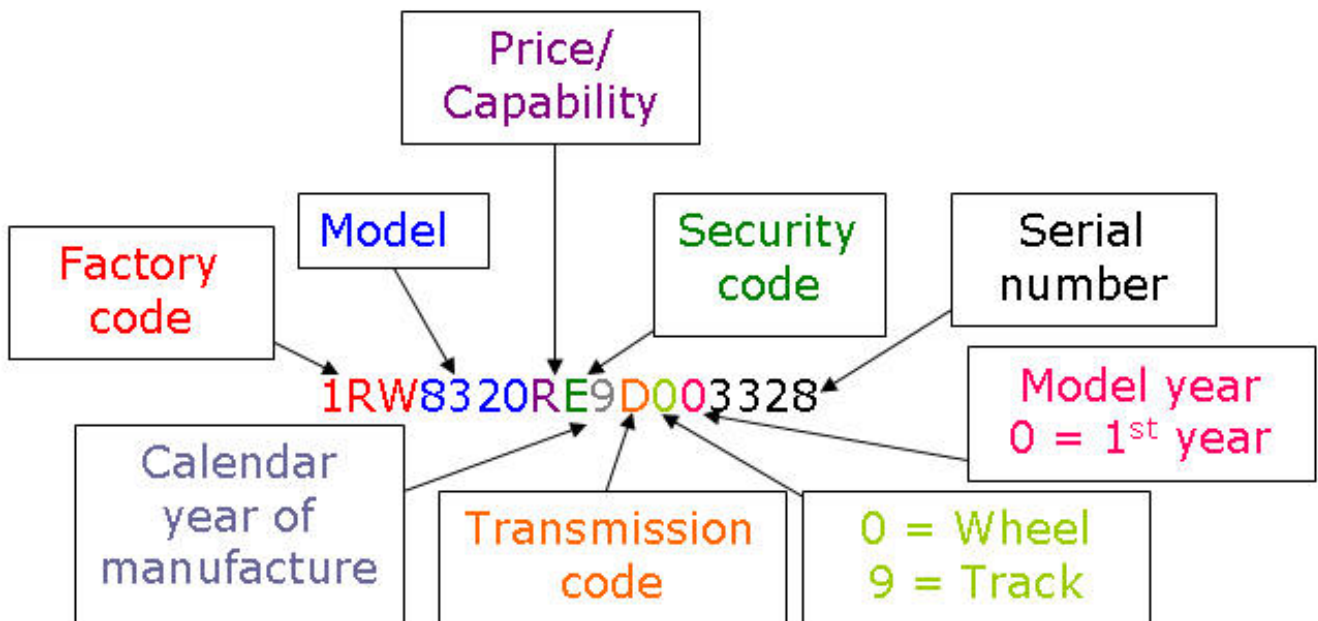 Price/
Capability
Model
Security
code
Serial
number
Factory
code
1RW8320RE9D003328
Model year
0 = 1st year
Calendar
year of
manufacture
Transmission
code
0 = Wheel
9 = Track